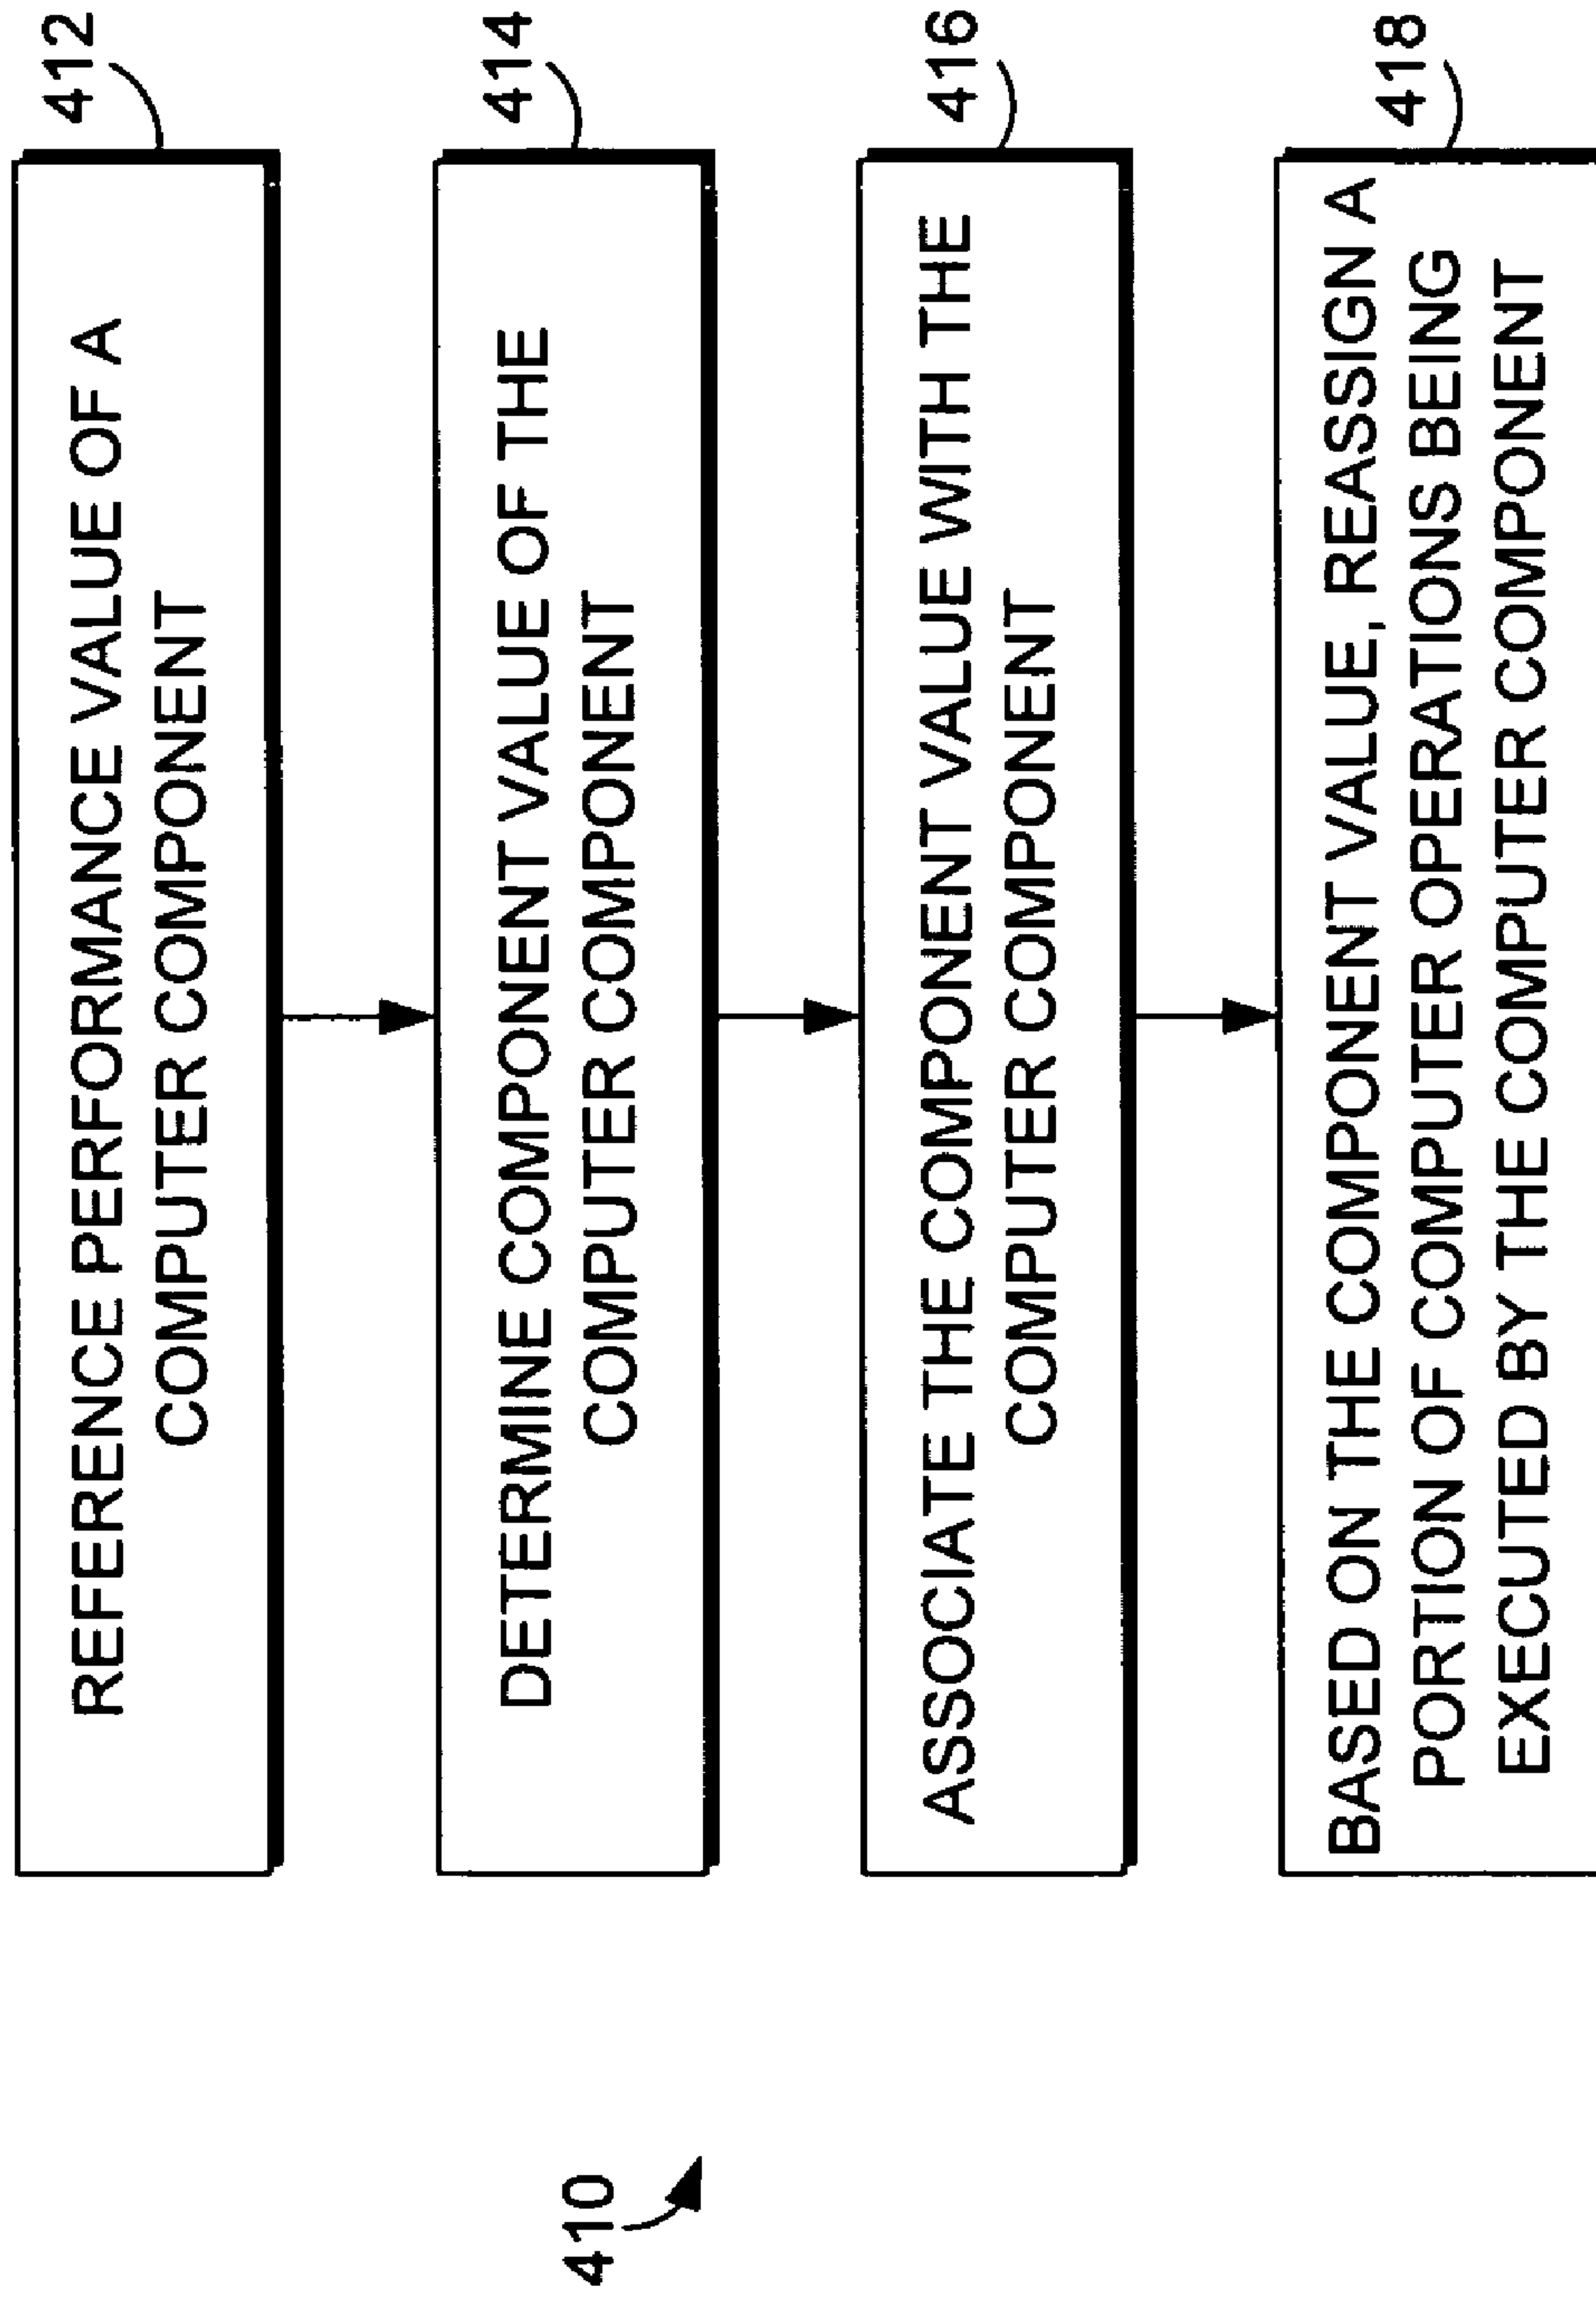 412
REFERENCE PERFORMANCE VALUE OF A
COMPUTER COMPONENT
414
DETERMINE COMPONENT VALUE OF THE
COMPUTER COMPONENT
416
ASSOCIATE THE COMPONENT VALUE WITH THE
COMPUTER COMPONENT
418
BASED ON THE COMPONENT VALUE, REASSIGN A
PORTION OF COMPUTER OPERATIONS BEING
EXECUTED BY THE COMPUTER COMPONENT
410